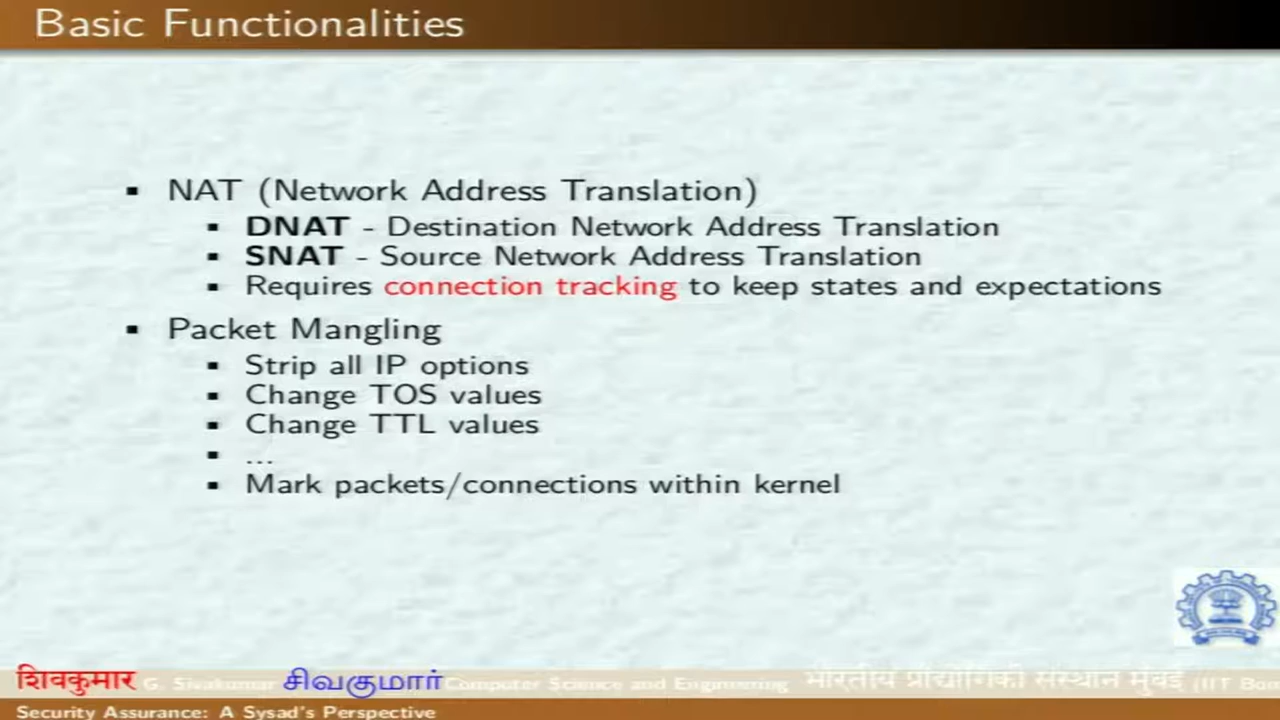 Basic Functionalities
▪ NAT (Network Address Translation)
▪ DNAT - Destination Network Address Translation
▪ SNAT - Source Network Address Translation
▪ Requires connection tracking to keep states and expectations
▪ Packet Mangling
▪ Strip all IP options
▪ Change TOS values
▪ Change TTL values
▪ ...
▪ Mark packets/connections within kernel
शिवकुमार G. Sivakumar சிவகுமார் Computer Science and Engineering भारतीय प्रौद्योगिकी संस्थान मुंबई (IIT Bom
Security Assurance: A Sysad's Perspective